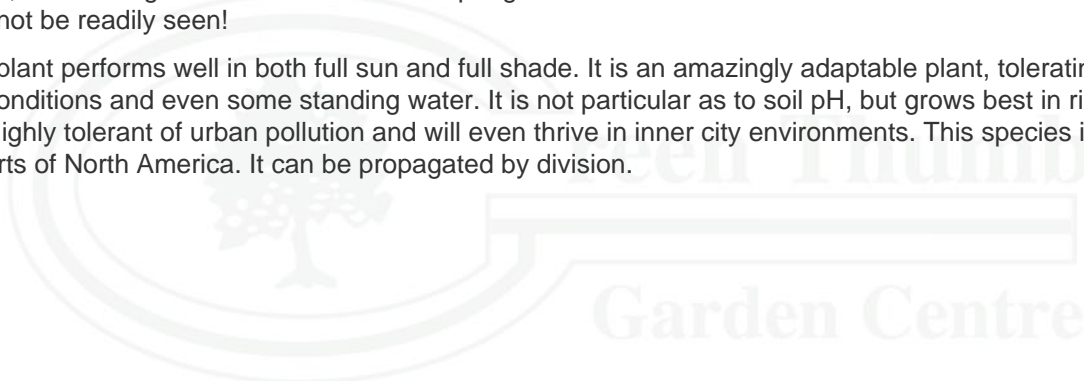 not be readily seen!
plant performs well in both full sun and full shade. It is an amazingly adaptable plant,
onditions and even some standing water. It is not particular as to soil pH, but grows best in
ighly tolerant of urban pollution and will even thrive in inner city environments. This species
rts of North America. It can be propagated by division.
reen Thumb
Garden Centre